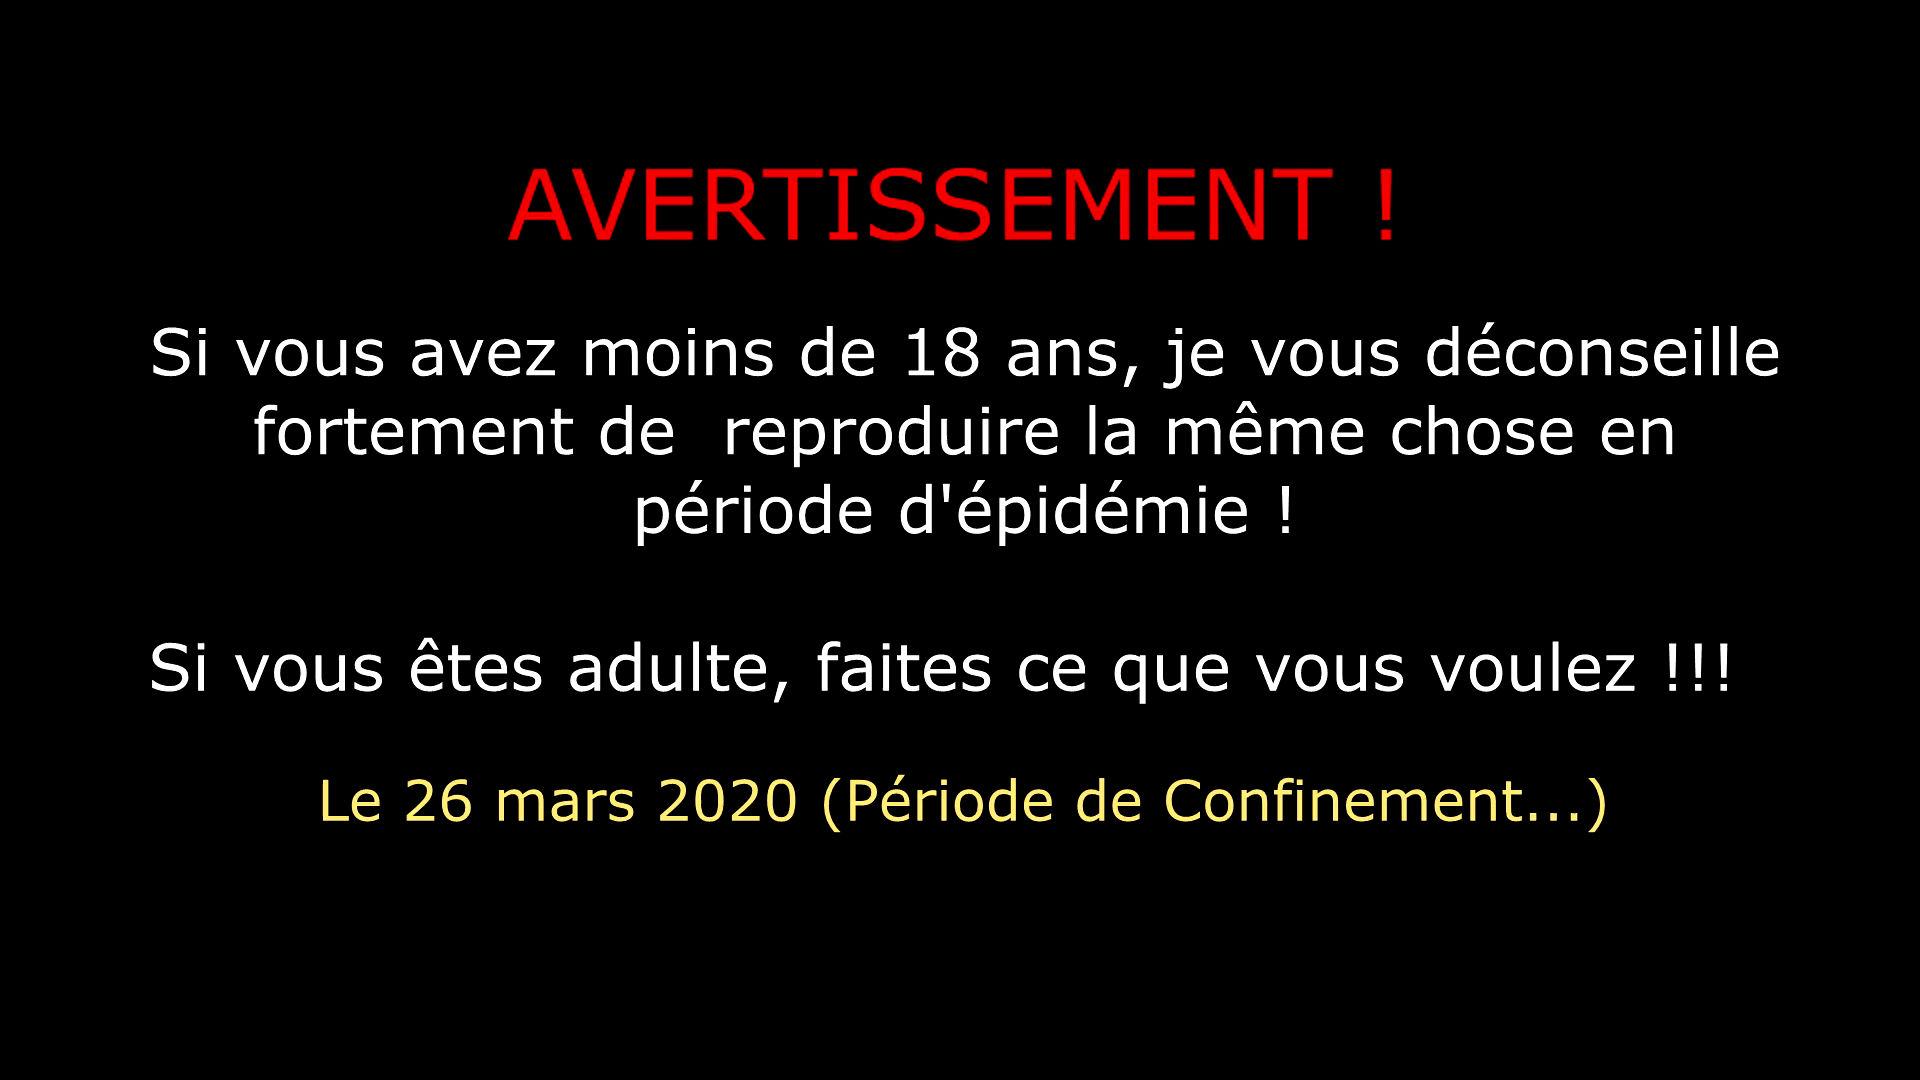 AVERTISSEMENT !
Si vous avez moins de 18 ans, je vous déconseille
fortement de  reproduire la même chose en
période d'épidémie !
Si vous êtes adulte, faites ce que vous voulez !!!
Le 26 mars 2020 (Période de Confinement...)